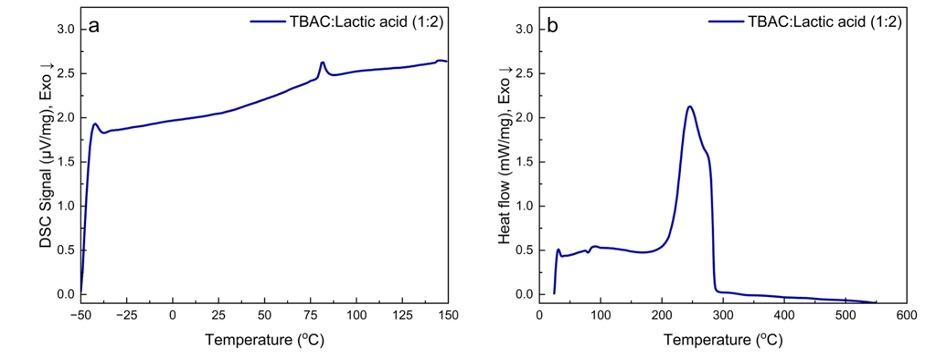 a
TBAC:Lactic acid (1:2)
DSC Signal (µV/mg), Exo ↓
3.0
2.5
2.0
1.5
1.0
0.5
0.0
−50 −25 0 25 50 75 100 125 150
Temperature (°C)
b
TBAC:Lactic acid (1:2)
Heat flow (mW/mg), Exo ↓
3.0
2.5
2.0
1.5
1.0
0.5
0.0
0 100 200 300 400 500 600
Temperature (°C)